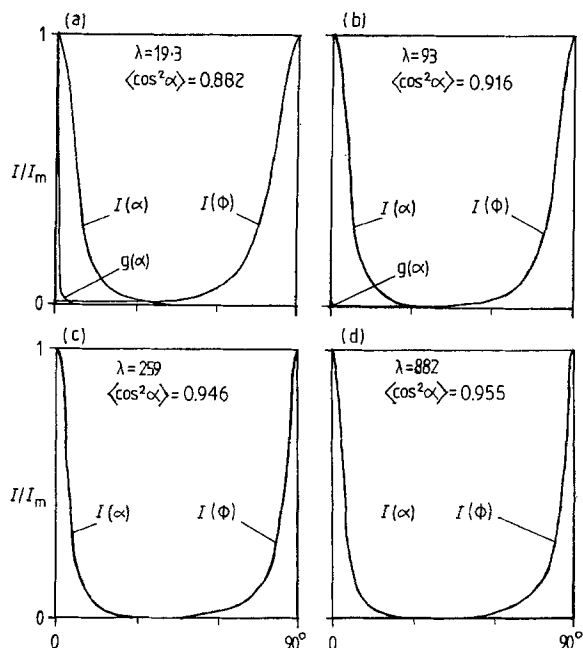 (a)
λ=19·3
⟨cos²α⟩=0.882
I(α)
I(Φ)
g(α)
1
I/Im
0
(b)
λ=93
⟨cos²α⟩=0.916
I(α)
I(Φ)
g(α)
(c)
λ=259
⟨cos²α⟩=0.946
I(α)
I(Φ)
1
I/Im
0
0
90°
(d)
λ=882
⟨cos²α⟩=0.955
I(α)
I(Φ)
0
90°